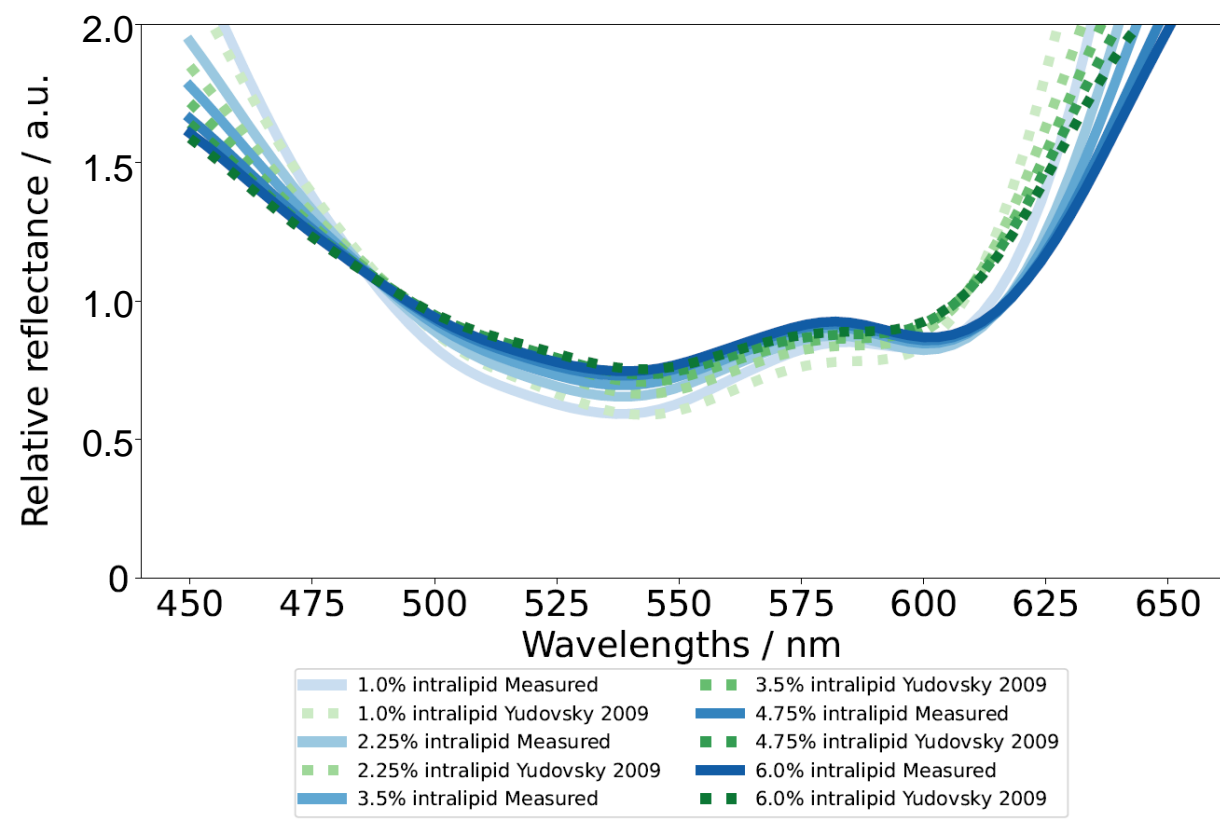 2.0
1.5
1.0
0.5
0
Relative reflectance / a.u.
450 475 500 525 550 575 600 625 650
Wavelengths / nm
1.0% intralipid Measured
1.0% intralipid Yudovsky 2009
2.25% intralipid Measured
2.25% intralipid Yudovsky 2009
3.5% intralipid Measured
3.5% intralipid Yudovsky 2009
4.75% intralipid Measured
4.75% intralipid Yudovsky 2009
6.0% intralipid Measured
6.0% intralipid Yudovsky 2009